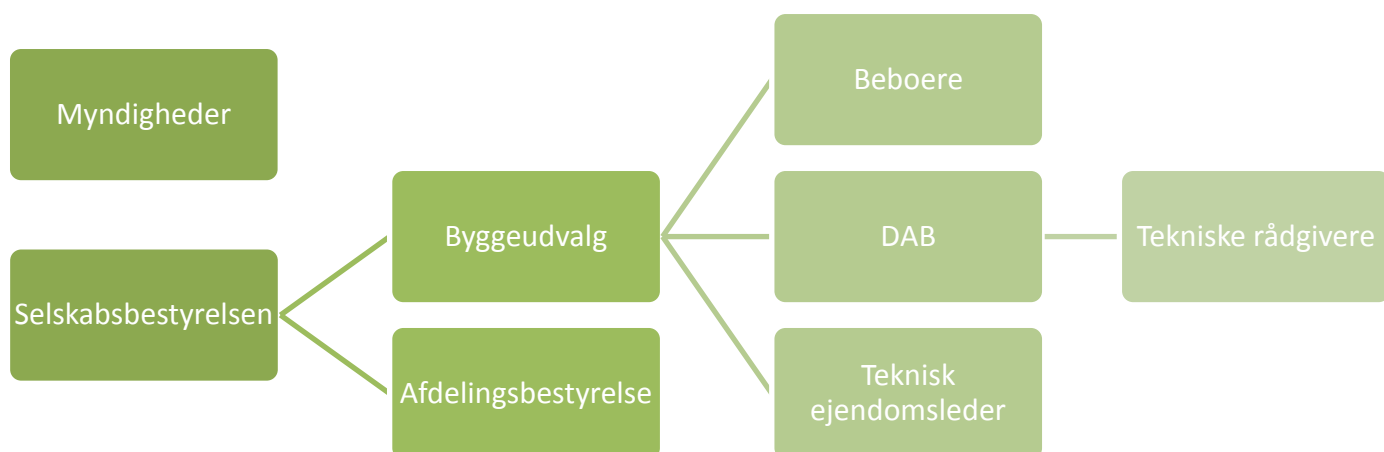 Myndigheder
Selskabsbestyrelsen
Byggeudvalg
Afdelingsbestyrelse
Beboere
DAB
Teknisk
ejendomsleder
Tekniske rådgivere